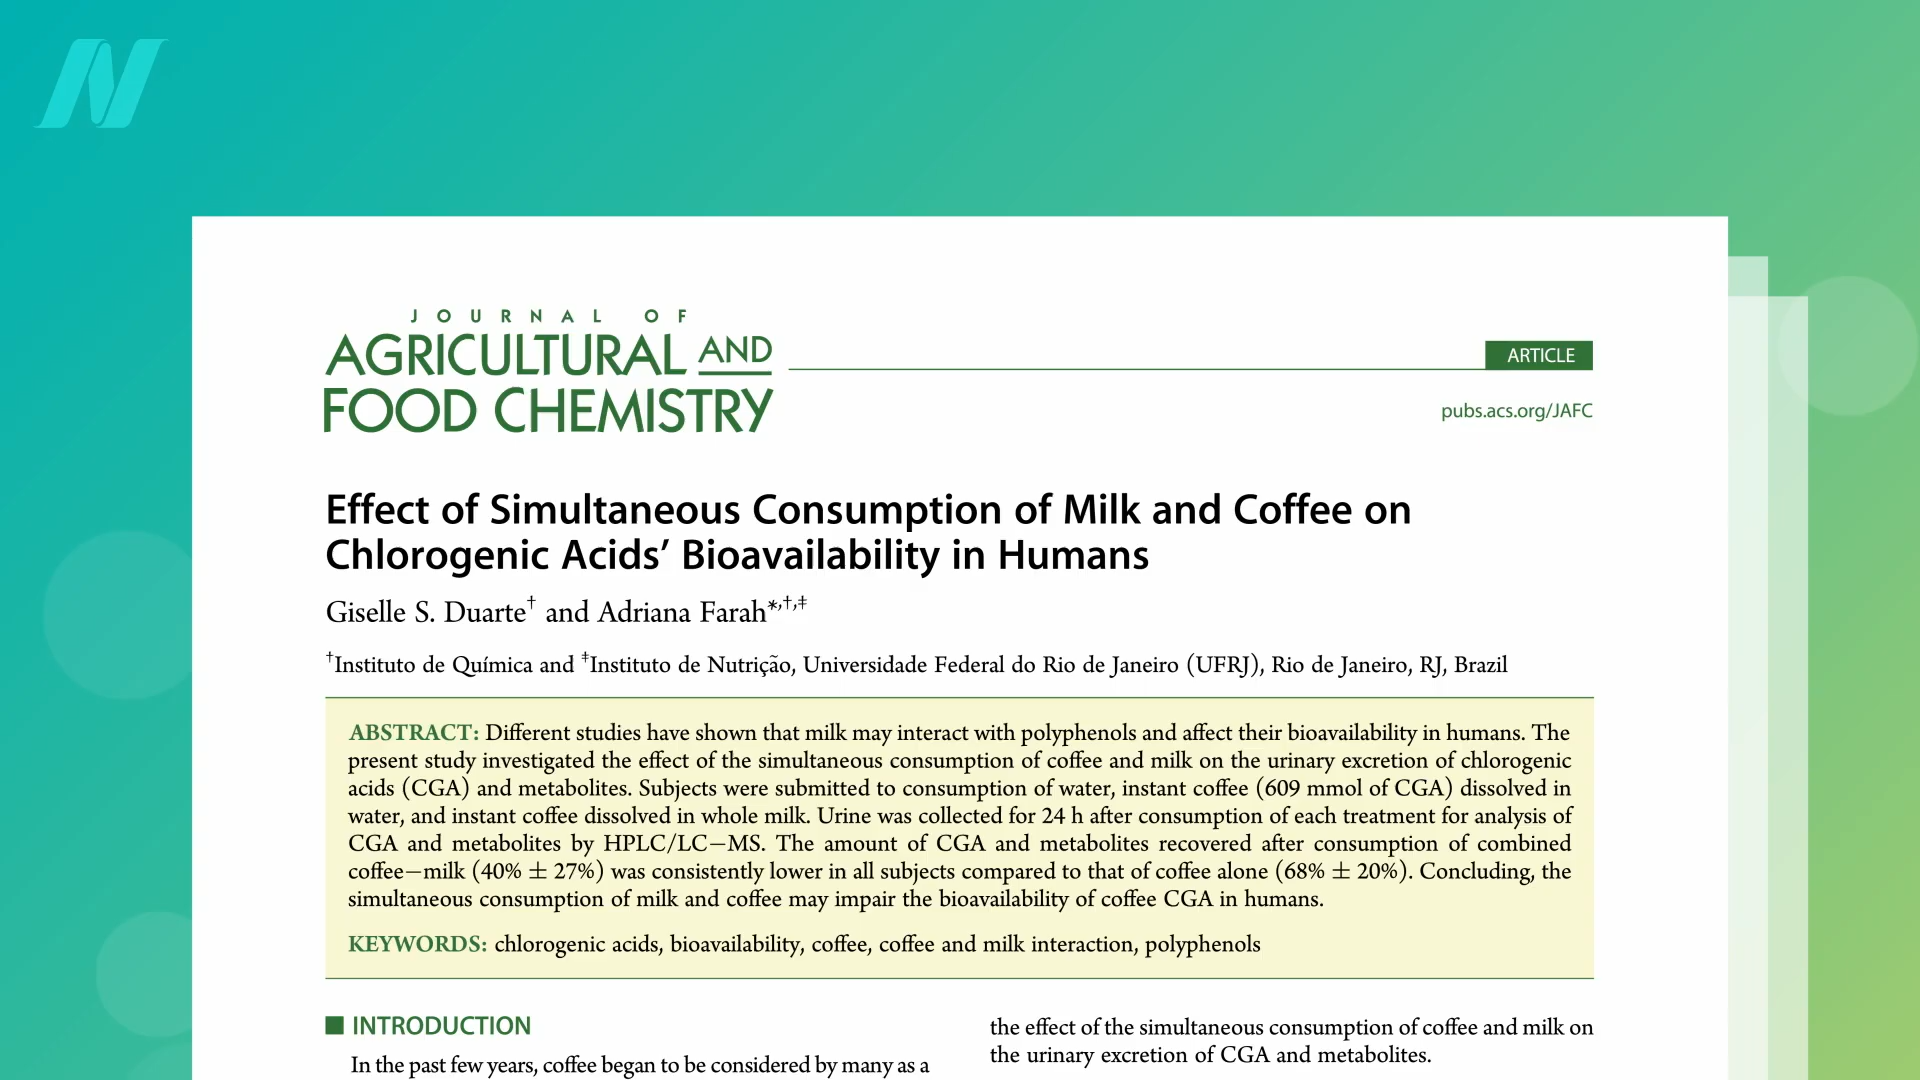 JOURNAL OF
AGRICULTURAL AND
FOOD CHEMISTRY
ARTICLE
pubs.acs.org/JAFC
Effect of Simultaneous Consumption of Milk and Coffee on
Chlorogenic Acids’ Bioavailability in Humans
Giselle S. Duarte† and Adriana Farah*,†,‡
†Instituto de Química and ‡Instituto de Nutrição, Universidade Federal do Rio de Janeiro (UFRJ), Rio de Janeiro, RJ, Brazil
ABSTRACT: Different studies have shown that milk may interact with polyphenols and affect their bioavailability in humans. The
present study investigated the effect of the simultaneous consumption of coffee and milk on the urinary excretion of chlorogenic
acids (CGA) and metabolites. Subjects were submitted to consumption of water, instant coffee (609 mmol of CGA) dissolved in
water, and instant coffee dissolved in whole milk. Urine was collected for 24 h after consumption of each treatment for analysis of
CGA and metabolites by HPLC/LC−MS. The amount of CGA and metabolites recovered after consumption of combined
coffee−milk (40% ± 27%) was consistently lower in all subjects compared to that of coffee alone (68% ± 20%). Concluding, the
simultaneous consumption of milk and coffee may impair the bioavailability of coffee CGA in humans.
KEYWORDS: chlorogenic acids, bioavailability, coffee, coffee and milk interaction, polyphenols
INTRODUCTION
In the past few years, coffee began to be considered by many as a
the effect of the simultaneous consumption of coffee and milk on
the urinary excretion of CGA and metabolites.